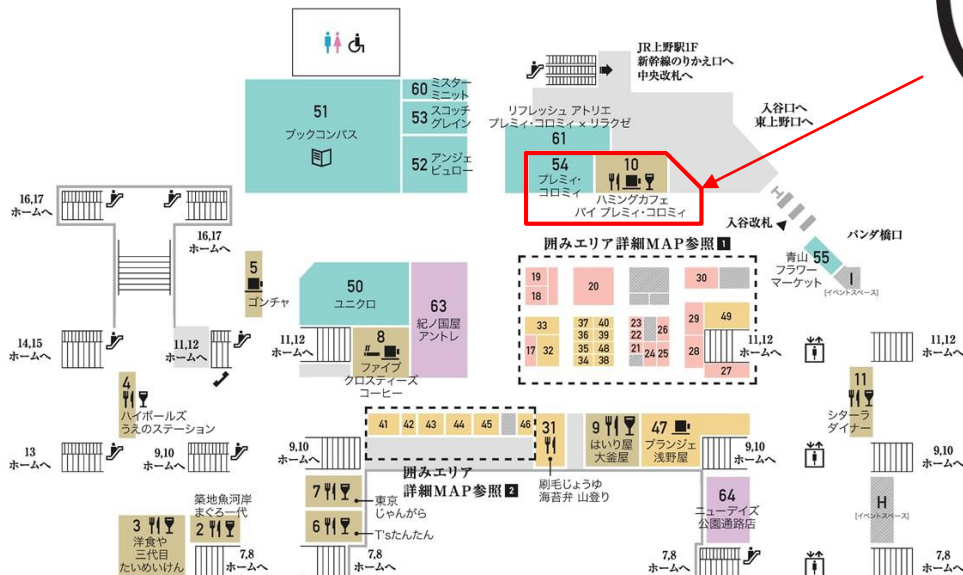 JR上野駅1F
新幹線のりかえ口へ
中央改札へ
60 ミスター
ミニット
51
ブックコンパス
53 スコッチ
グレイン
52 アンジェ
ビュロー
リフレッシュ アトリエ
プレミィ・コロミィ × リラクゼ
61
入谷口へ
東上野口へ
54
プレミィ・
コロミィ
10
ハミングカフェ
バイ プレミィ・コロミィ
16,17
ホームへ
16,17
ホームへ
入谷改札
パンダ橋口
囲みエリア詳細MAP参照 1
青山
フラワー
マーケット
55
I
[イベントスペース]
5
ゴンチャ
50
ユニクロ
63
紀ノ国屋
アントレ
19
18
20
30
33
17 32
37 40
36 39
35 48
34 38
23
22
21
26
24 25
29
28
49
27
14,15
ホームへ
11,12
ホームへ
11,12
ホームへ
8
ファイブ
クロスティーズ
コーヒー
11,12
ホームへ
11,12
ホームへ
4
ハイボールズ
うえのステーション
11
シターラ
ダイナー
41 42 43 44 45 46
31
刷毛じょうゆ
海苔弁 山登り
9
はいり屋
大釜屋
47
ブランジェ
浅野屋
13
ホームへ
9,10
ホームへ
9,10
ホームへ
9,10
ホームへ
9,10
ホームへ
囲みエリア
詳細MAP参照 2
7
東京
じゃんがら
6
T'sたんたん
64
ニューデイズ
公園通路店
H
[イベントスペース]
築地魚河岸
まぐろ一代
2
3
洋食や
三代目
たいめいけん
7,8
ホームへ
7,8
ホームへ
7,8
ホームへ
7,8
ホームへ